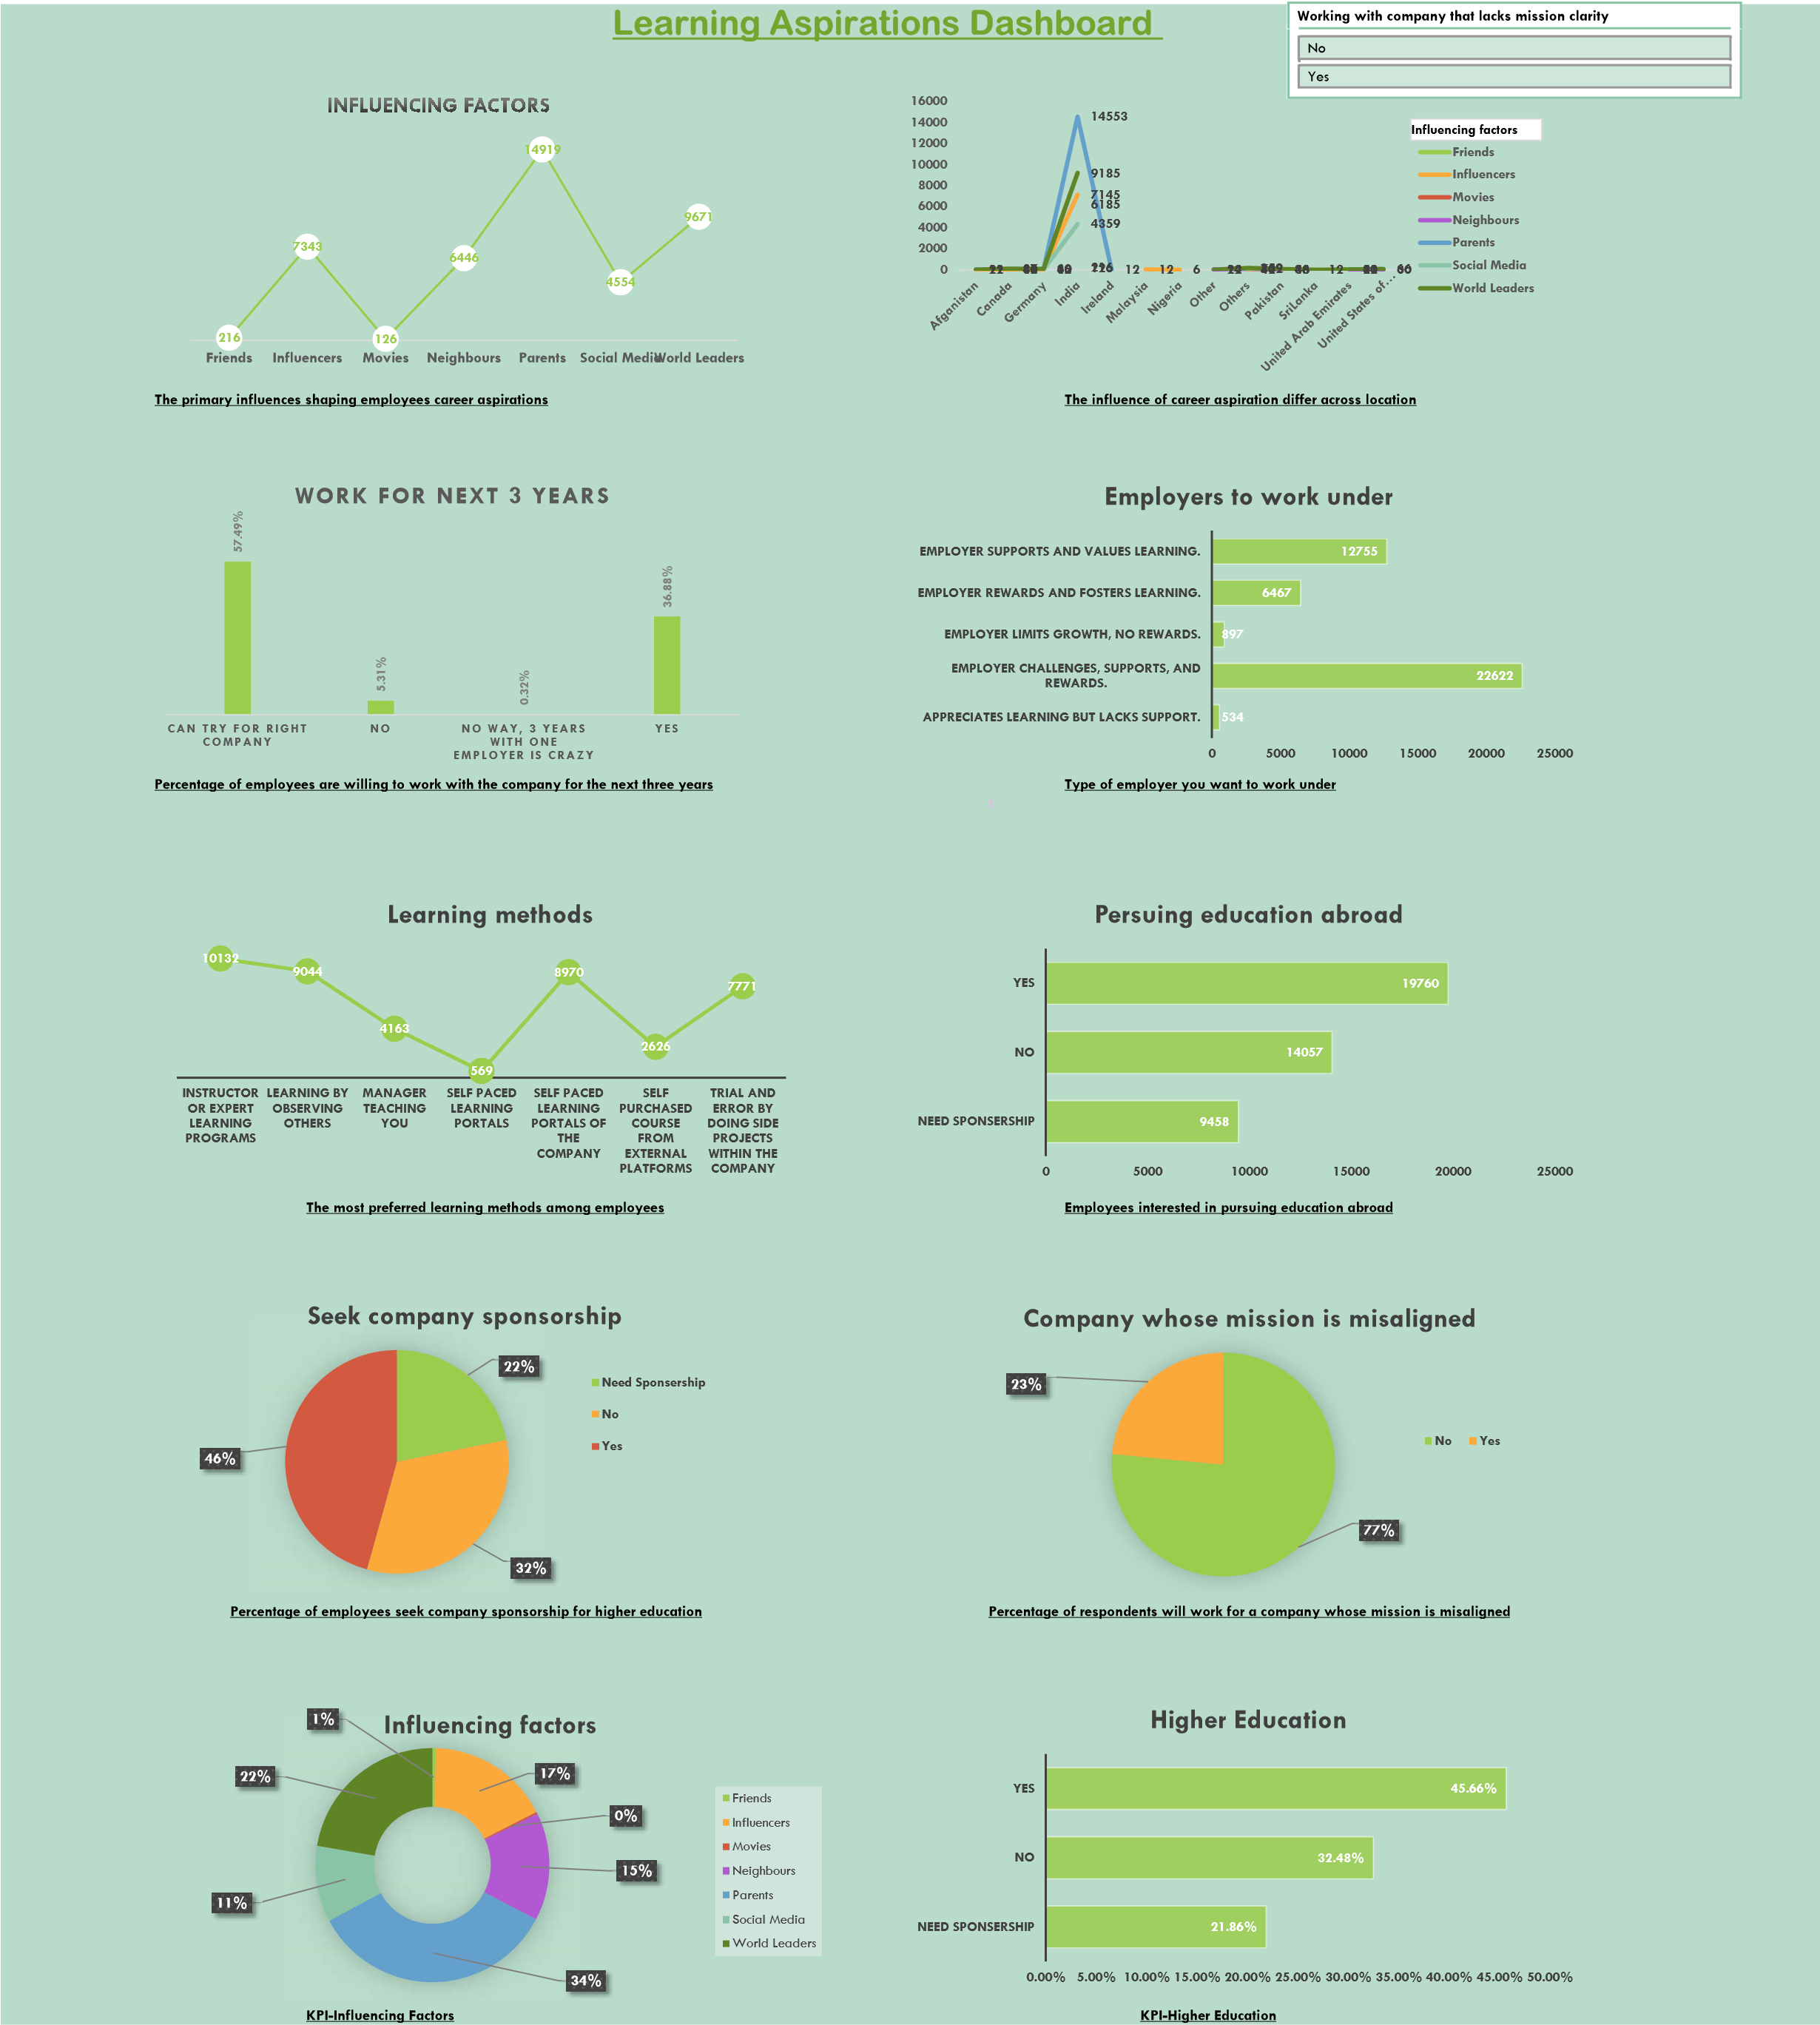 Learning Aspirations Dashboard
Working with company that lacks mission clarity
No
Yes
INFLUENCING FACTORS
14919
9671
7343
6446
4554
216
126
Friends
Influencers
Movies
Neighbours
Parents
Social Media
World Leaders
The primary influences shaping employees career aspirations
16000
14000
12000
10000
8000
6000
4000
2000
0
14553
9185
7145
6185
4359
22
12
12
6
12
Afganistan
Canada
Germany
India
Ireland
Malaysia
Nigeria
Other
Others
Pakistan
SriLanka
United Arab Emirates
United States of...
Influencing factors
Friends
Influencers
Movies
Neighbours
Parents
Social Media
World Leaders
The influence of career aspiration differ across location
WORK FOR NEXT 3 YEARS
57.49%
5.31%
0.32%
36.88%
CAN TRY FOR RIGHT
COMPANY
NO
NO WAY, 3 YEARS
WITH ONE
EMPLOYER IS CRAZY
YES
Percentage of employees are willing to work with the company for the next three years
Employers to work under
EMPLOYER SUPPORTS AND VALUES LEARNING.
12755
EMPLOYER REWARDS AND FOSTERS LEARNING.
6467
EMPLOYER LIMITS GROWTH, NO REWARDS.
897
EMPLOYER CHALLENGES, SUPPORTS, AND
REWARDS.
22622
APPRECIATES LEARNING BUT LACKS SUPPORT.
534
0 5000 10000 15000 20000 25000
Type of employer you want to work under
Learning methods
10132
9044
4163
569
8970
2626
7771
INSTRUCTOR
OR EXPERT
LEARNING
PROGRAMS
LEARNING BY
OBSERVING
OTHERS
MANAGER
TEACHING
YOU
SELF PACED
LEARNING
PORTALS
SELF PACED
LEARNING
PORTALS OF
THE
COMPANY
SELF
PURCHASED
COURSE
FROM
EXTERNAL
PLATFORMS
TRIAL AND
ERROR BY
DOING SIDE
PROJECTS
WITHIN THE
COMPANY
The most preferred learning methods among employees
Persuing education abroad
YES
19760
NO
14057
NEED SPONSERSHIP
9458
0 5000 10000 15000 20000 25000
Employees interested in pursuing education abroad
Seek company sponsorship
22%
46%
32%
Need Sponsership
No
Yes
Percentage of employees seek company sponsorship for higher education
Company whose mission is misaligned
23%
77%
No Yes
Percentage of respondents will work for a company whose mission is misaligned
Influencing factors
1%
22%
17%
0%
15%
11%
34%
Friends
Influencers
Movies
Neighbours
Parents
Social Media
World Leaders
KPI-Influencing Factors
Higher Education
YES
45.66%
NO
32.48%
NEED SPONSERSHIP
21.86%
0.00% 5.00% 10.00% 15.00% 20.00% 25.00% 30.00% 35.00% 40.00% 45.00% 50.00%
KPI-Higher Education